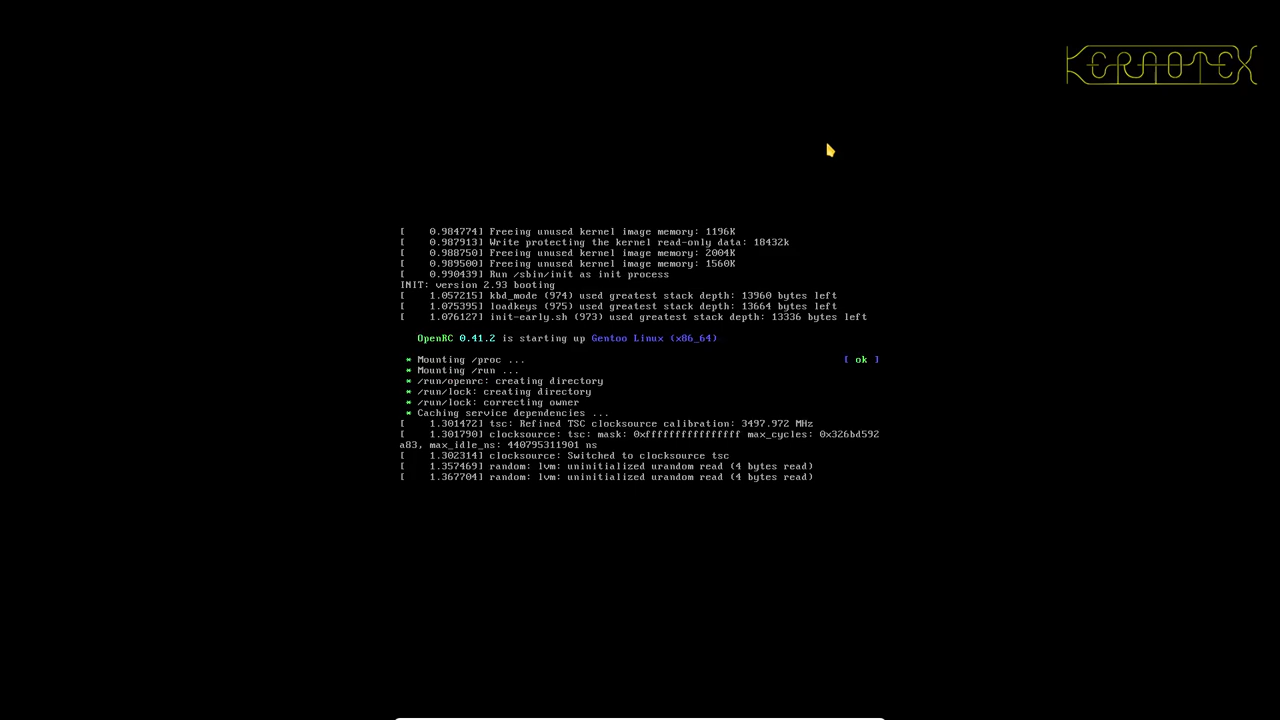 KERNOTEX
[    0.984774] Freeing unused kernel image memory: 1196K
[    0.987913] Write protecting the kernel read-only data: 18432k
[    0.988750] Freeing unused kernel image memory: 2004K
[    0.989500] Freeing unused kernel image memory: 1560K
[    0.990439] Run /sbin/init as init process
INIT: version 2.93 booting
[    1.057215] kbd_mode (974) used greatest stack depth: 13960 bytes left
[    1.075395] loadkeys (975) used greatest stack depth: 13664 bytes left
[    1.076127] init-early.sh (973) used greatest stack depth: 13336 bytes left
OpenRC 0.41.2 is starting up Gentoo Linux (x86_64)
* Mounting /proc ... [ ok ]
* Mounting /run ...
* /run/openrc: creating directory
* /run/lock: creating directory
* /run/lock: correcting owner
* Caching service dependencies ...
[    1.301472] tsc: Refined TSC clocksource calibration: 3497.972 MHz
[    1.301790] clocksource: tsc: mask: 0xffffffffffffffff max_cycles: 0x326bd592
a83, max_idle_ns: 440795311901 ns
[    1.302314] clocksource: Switched to clocksource tsc
[    1.357469] random: lvm: uninitialized urandom read (4 bytes read)
[    1.367704] random: lvm: uninitialized urandom read (4 bytes read)